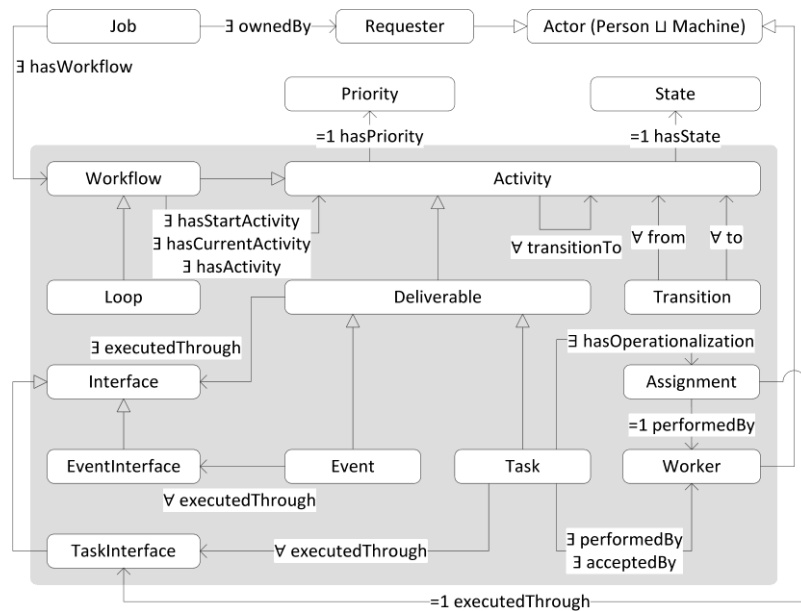 Job
∃ ownedBy
Requester
Actor (Person ⊔ Machine)
∃ hasWorkflow
Priority
State
=1 hasPriority
=1 hasState
Workflow
Activity
∃ hasStartActivity
∃ hasCurrentActivity
∃ hasActivity
∀ transitionTo
∀ from
∀ to
Loop
Deliverable
Transition
∃ executedThrough
∃ hasOperationalization
Interface
Assignment
=1 performedBy
EventInterface
Event
Task
Worker
∀ executedThrough
∃ performedBy
∃ acceptedBy
TaskInterface
∀ executedThrough
=1 executedThrough